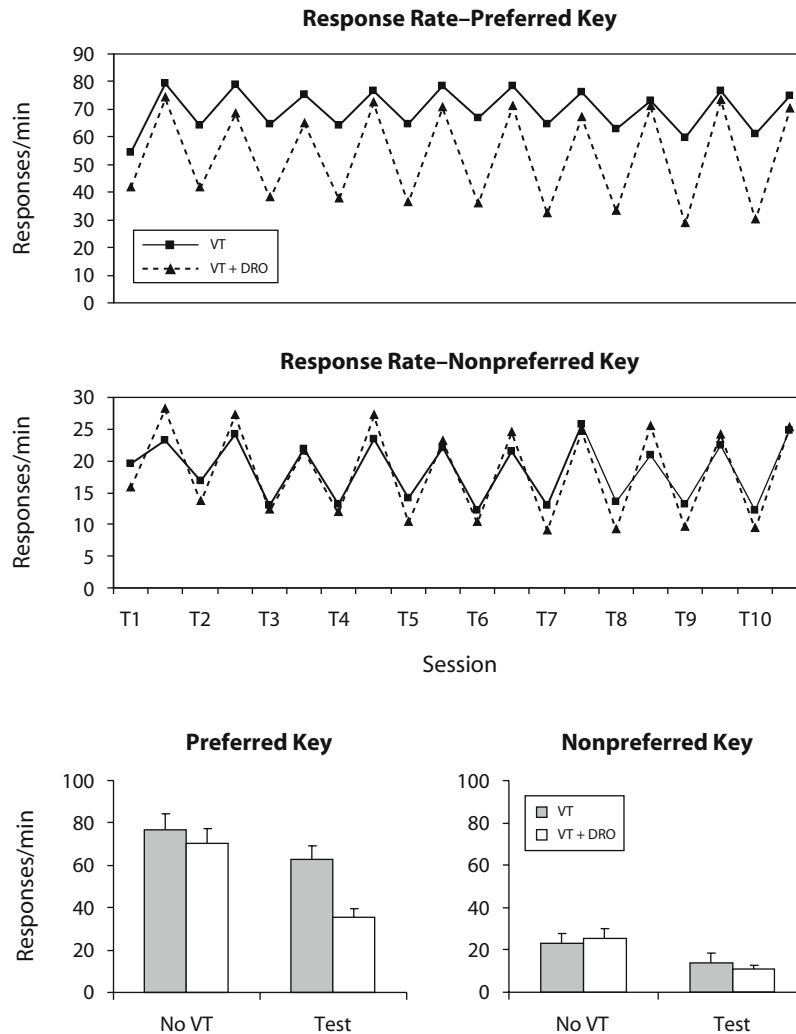 Response Rate–Preferred Key
Responses/min
90
80
70
60
50
40
30
20
10
0
VT
VT + DRO
Response Rate–Nonpreferred Key
Responses/min
30
25
20
15
10
5
0
T1 T2 T3 T4 T5 T6 T7 T8 T9 T10
Session
Preferred Key
Responses/min
100
80
60
40
20
0
No VT Test
Nonpreferred Key
100
80
60
40
20
0
VT
VT + DRO
No VT Test